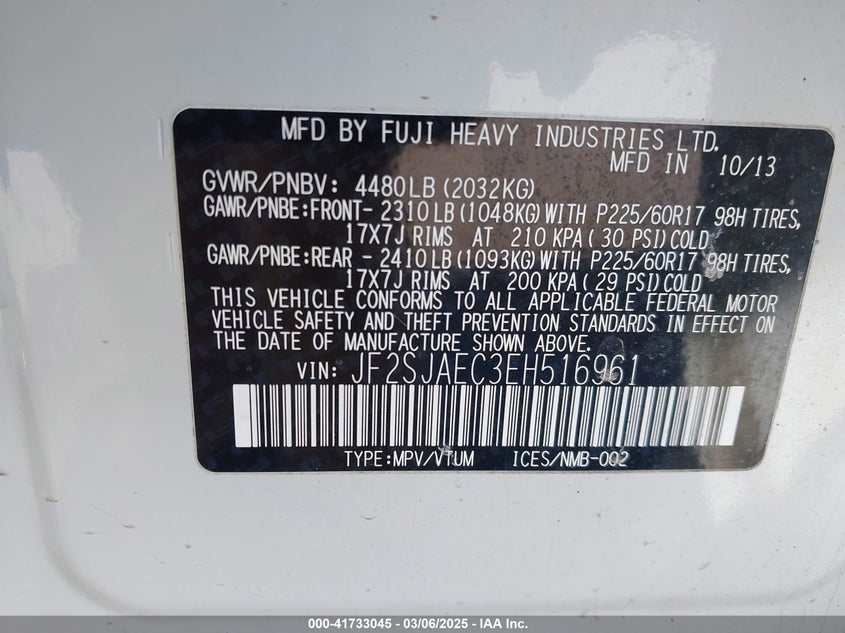 MFD BY FUJI HEAVY INDUSTRIES LTD.
MFD IN 10/13
GVWR/PNBV: 4480LB(2032KG)
GAWR/PNBE:FRONT- 2310LB(1048KG)WITH P225/60R17 98H TIRES,
17X7J RIMS AT 210 KPA(30 PSI)COLD
GAWR/PNBE:REAR - 2410LB(1093KG)WITH P225/60R17 98H TIRES,
17X7J RIMS AT 200 KPA(29 PSI)COLD
THIS VEHICLE CONFORMS TO ALL APPLICABLE FEDERAL MOTOR
VEHICLE SAFETY AND THEFT PREVENTION STANDARDS IN EFFECT ON
THE DATE OF MANUFACTURE SHOWN ABOVE.
VIN: JF2SJAEC3EH516961
TYPE:MPV/VTUM ICES/NMB-002
000-41733045 - 03/06/2025 - IAA Inc.